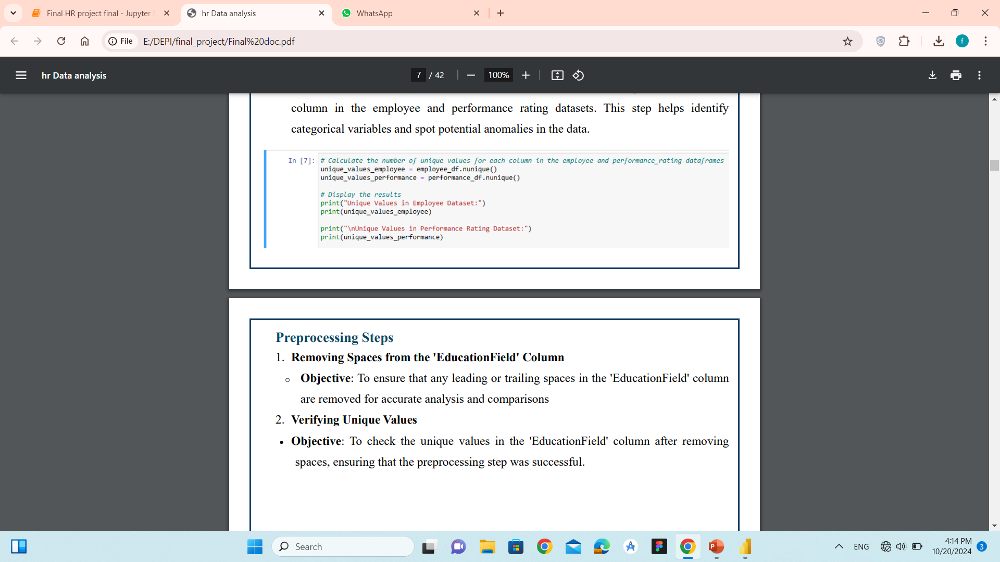 Final HR project final - Jupyter
hr Data analysis
WhatsApp
File
E:/DEPI/final_project/Final%20doc.pdf
f
hr Data analysis
7 / 42
100%
column in the employee and performance rating datasets. This step helps identify
categorical variables and spot potential anomalies in the data.
In [7]: # Calculate the number of unique values for each column in the employee and performance_rating dataframes
unique_values_employee = employee_df.nunique()
unique_values_performance = performance_df.nunique()
# Display the results
print("Unique Values in Employee Dataset:")
print(unique_values_employee)
print("\nUnique Values in Performance Rating Dataset:")
print(unique_values_performance)
Preprocessing Steps
1. Removing Spaces from the 'EducationField' Column
Objective: To ensure that any leading or trailing spaces in the 'EducationField' column
are removed for accurate analysis and comparisons
2. Verifying Unique Values
• Objective: To check the unique values in the 'EducationField' column after removing
spaces, ensuring that the preprocessing step was successful.
Search
ENG
4:14 PM
10/20/2024
3